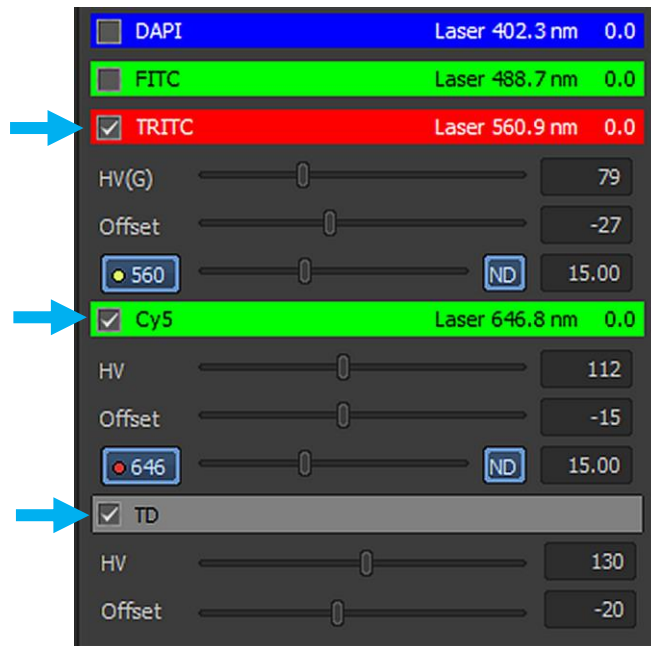 DAPI Laser 402.3 nm 0.0
FITC Laser 488.7 nm 0.0
TRITC Laser 560.9 nm 0.0
HV(G) 79
Offset -27
560 ND 15.00
Cy5 Laser 646.8 nm 0.0
HV 112
Offset -15
646 ND 15.00
TD
HV 130
Offset -20